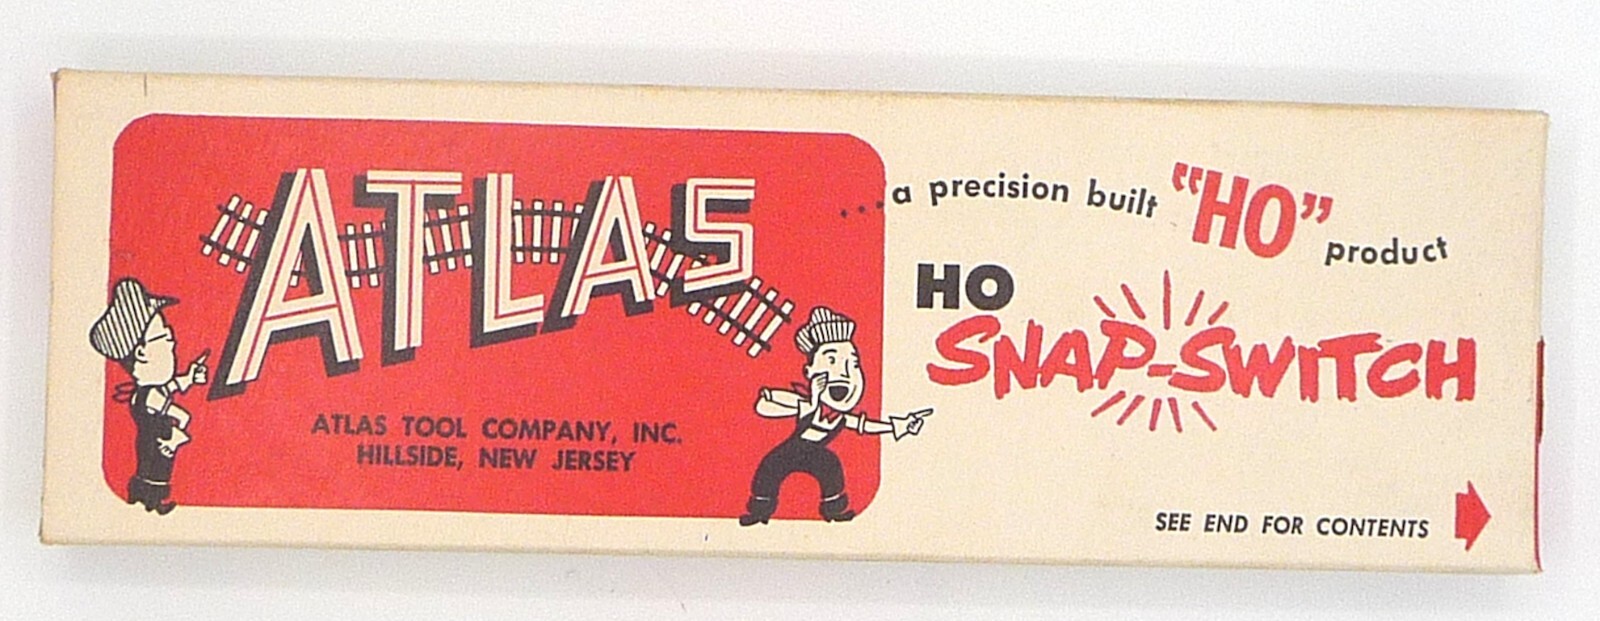 ATLAS
ATLAS TOOL COMPANY, INC.
HILLSIDE, NEW JERSEY
...a precision built "HO" product
HO
SNAP-SWITCH
SEE END FOR CONTENTS